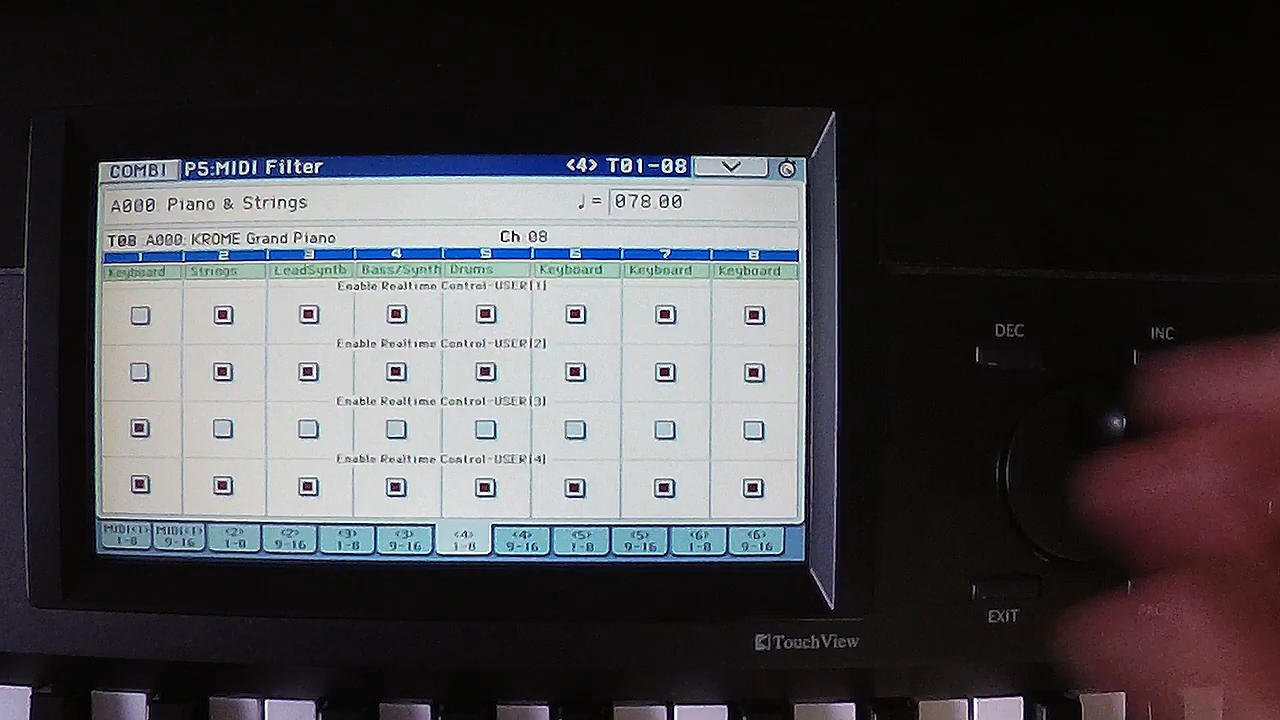 COMBI P5:MIDI Filter <4> T01-08
A000 Piano & Strings ♩= 078.00
T08 A000: KROME Grand Piano Ch 08
1 2 3 4 5 6 7 8
Keyboard Strings LeadSynth Bass/Synth Drums Keyboard Keyboard Keyboard
Enable Realtime Control-USER[1]
Enable Realtime Control-USER[2]
Enable Realtime Control-USER[3]
Enable Realtime Control-USER[4]
MIDI<1> MIDI<1> <2> <2> <3> <3> <4> <4> <5> <5> <6> <6>
1-8 9-16 1-8 9-16 1-8 9-16 1-8 9-16 1-8 9-16 1-8 9-16
DEC INC
EXIT
TouchView